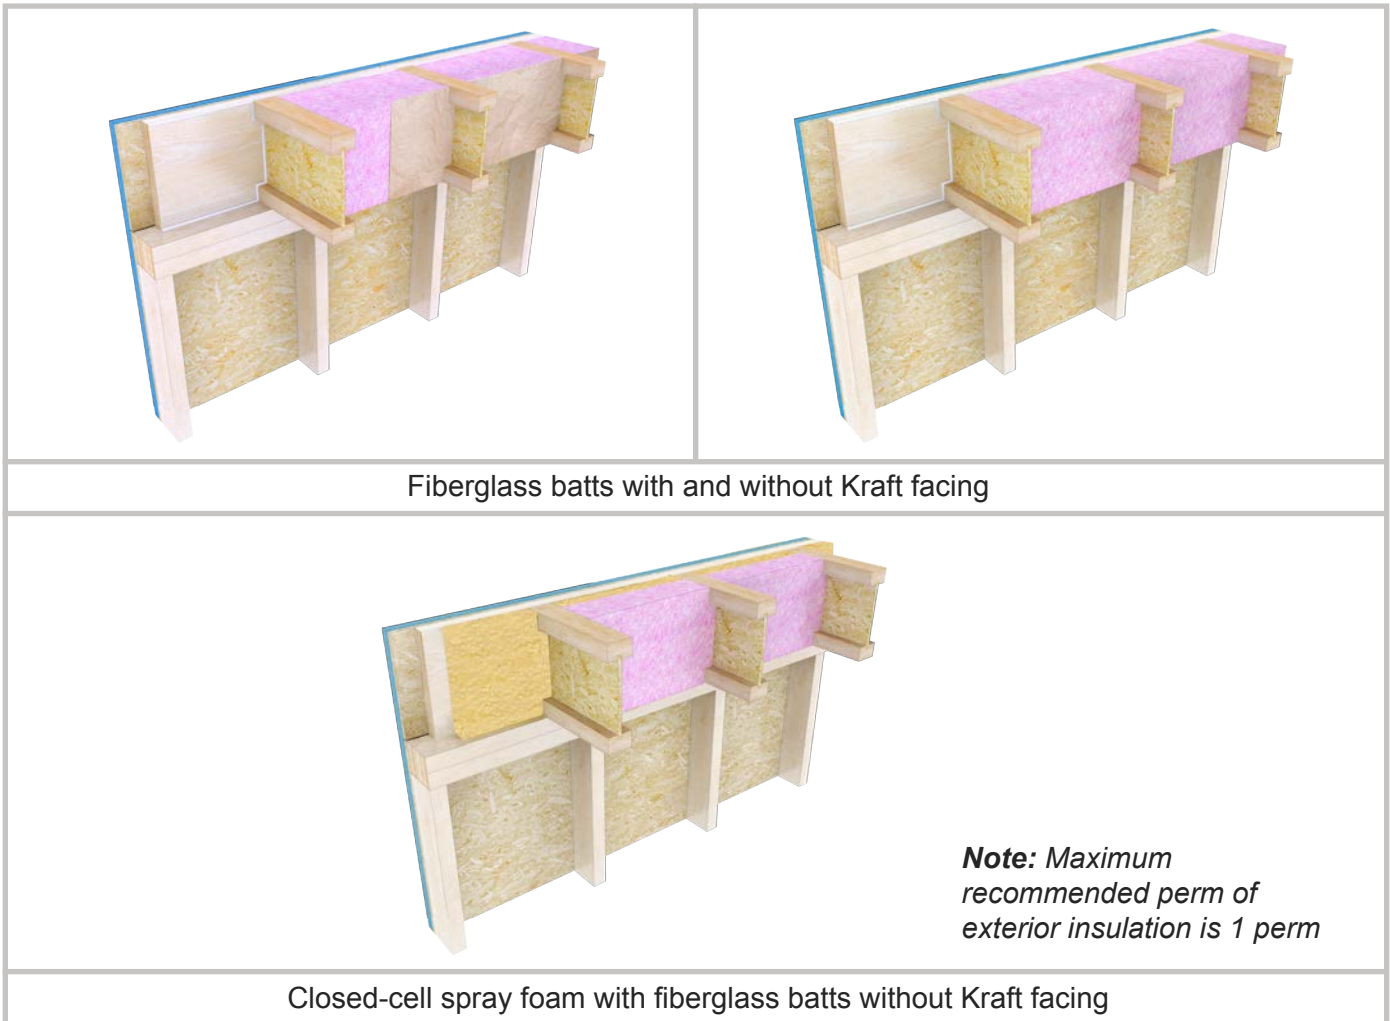 Fiberglass batts with and without Kraft facing
Note: Maximum
recommended perm of
exterior insulation is 1 perm
Closed-cell spray foam with fiberglass batts without Kraft facing